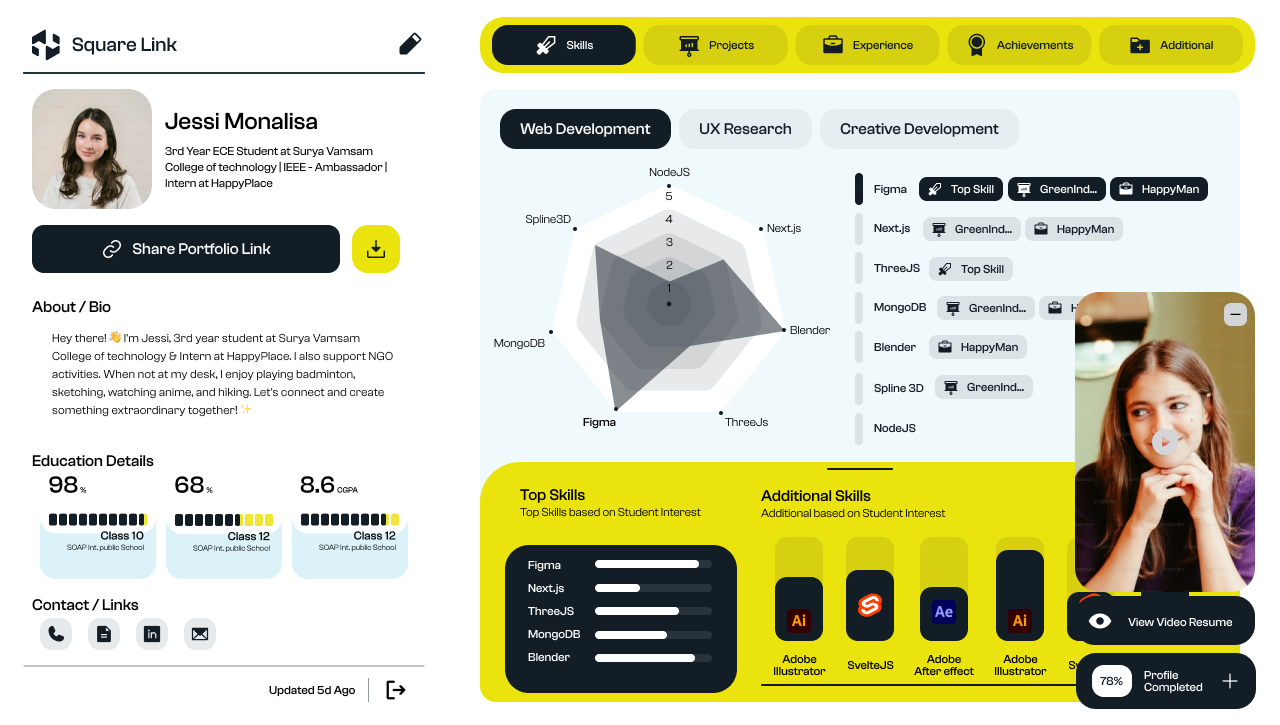 Square Link
Jessi Monalisa
3rd Year ECE Student at Surya Vamsam
College of technology | IEEE - Ambassador |
Intern at HappyPlace
Share Portfolio Link
About / Bio
Hey there! 👋 I'm Jessi, 3rd year student at Surya Vamsam
College of technology & Intern at HappyPlace. I also support NGO
activities. When not at my desk, I enjoy playing badminton,
sketching, watching anime, and hiking. Let's connect and create
something extraordinary together! ✨
Education Details
98 %
Class 10
SOAP Int. public School
68 %
Class 12
SOAP Int. public School
8.6 CGPA
Class 12
SOAP Int. public School
Contact / Links
in
Updated 5d Ago
Skills
Projects
Experience
Achievements
Additional
Web Development
UX Research
Creative Development
NodeJS
5
4
3
2
1
Spline3D
Next.js
MongoDB
Blender
Figma
ThreeJs
Figma Top Skill GreenInd... HappyMan
Next.js GreenInd... HappyMan
ThreeJS Top Skill
MongoDB GreenInd...
Blender HappyMan
Spline 3D GreenInd...
NodeJS
Top Skills
Top Skills based on Student Interest
Figma
Next.js
ThreeJS
MongoDB
Blender
Additional Skills
Additional based on Student Interest
Ai
Adobe
Illustrator
SvelteJS
Ae
Adobe
After effect
Ai
Adobe
Illustrator
View Video Resume
78%
Profile
Completed